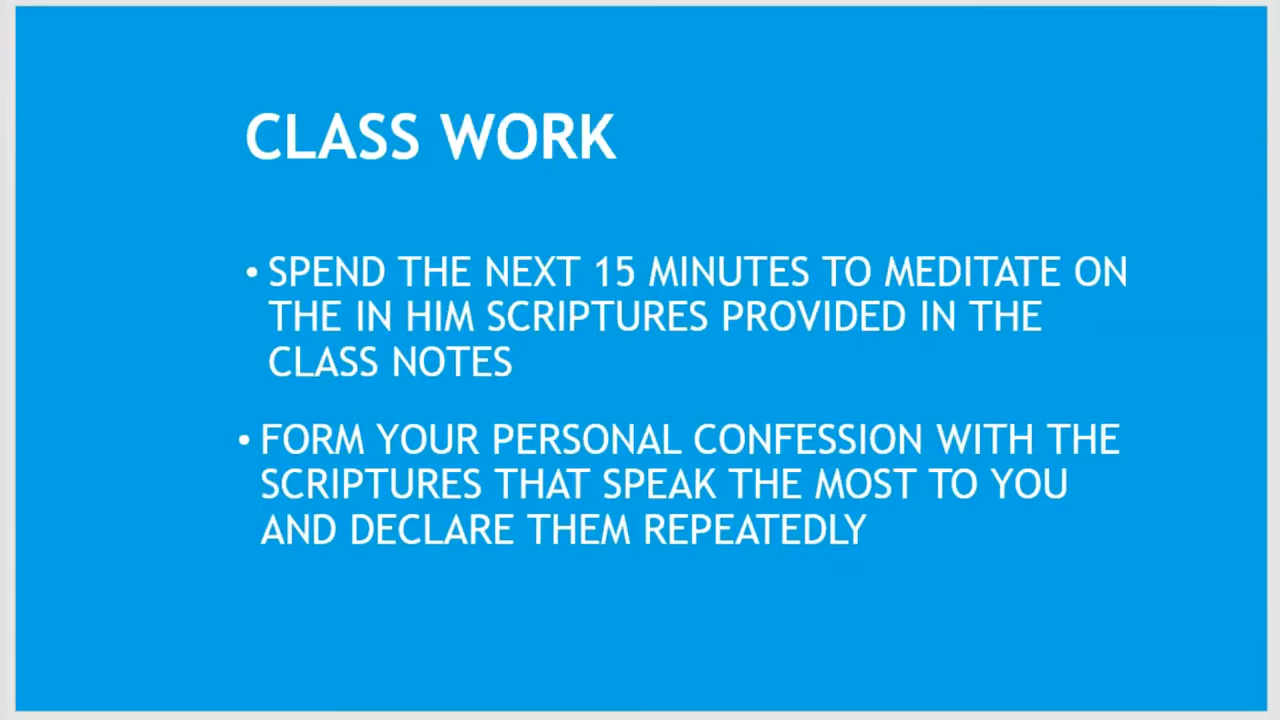 CLASS WORK
• SPEND THE NEXT 15 MINUTES TO MEDITATE ON
THE IN HIM SCRIPTURES PROVIDED IN THE
CLASS NOTES
• FORM YOUR PERSONAL CONFESSION WITH THE
SCRIPTURES THAT SPEAK THE MOST TO YOU
AND DECLARE THEM REPEATEDLY